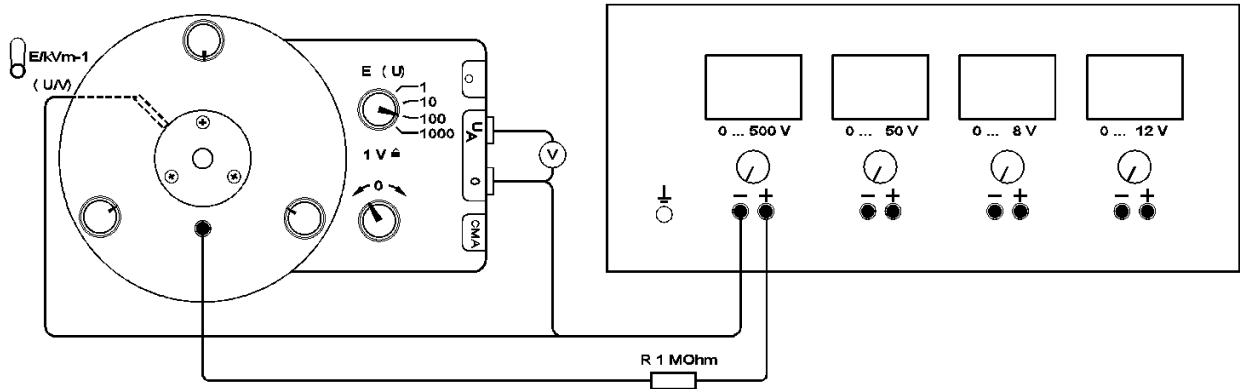 E/kVm-1
( U/V)
E ( U)
1
10
100
1000
1 V ≙
0
U A
0
CMA
V
0 ... 500 V
0 ... 50 V
0 ... 8 V
0 ... 12 V
− +
− +
− +
− +
R 1 MOhm